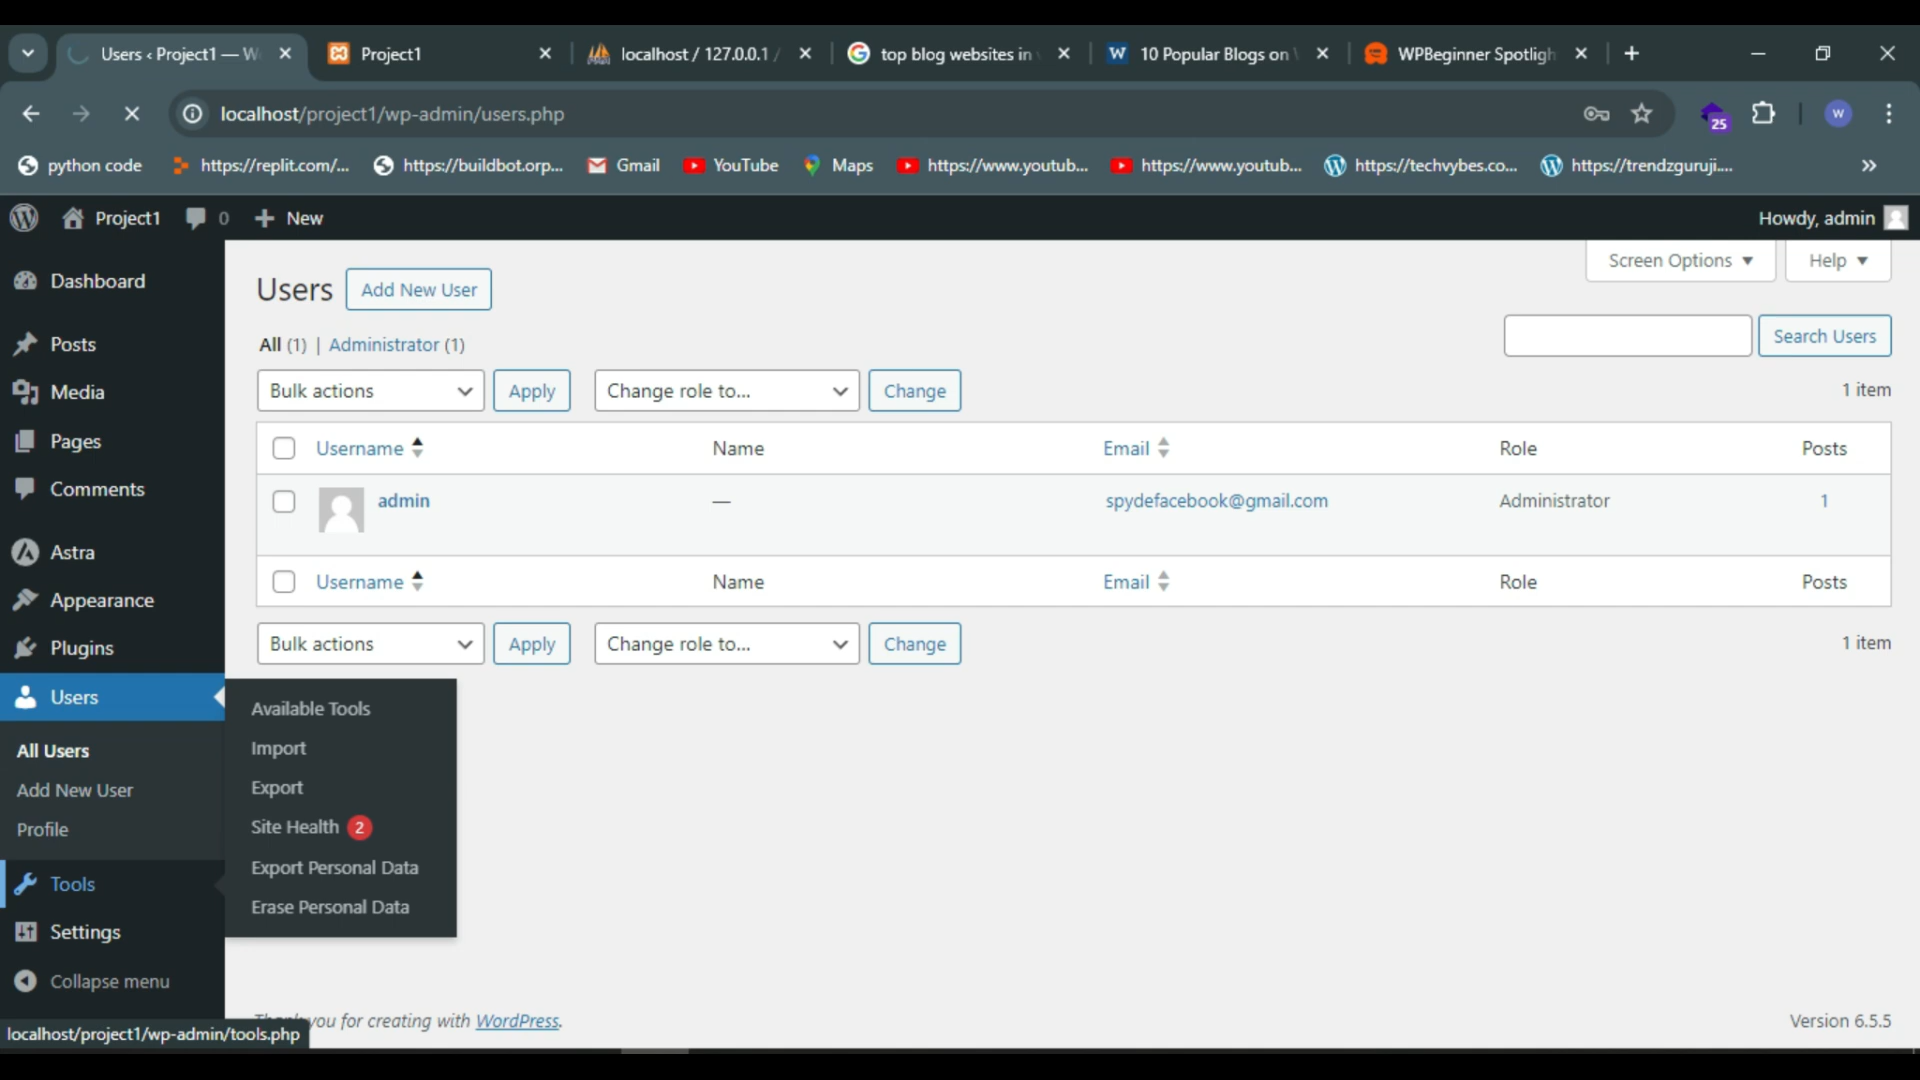 Users ‹ Project1 — W
Project1
localhost / 127.0.0.1 /
top blog websites in
10 Popular Blogs on
WPBeginner Spotligh
localhost/project1/wp-admin/users.php
25
W
python code
https://replit.com/...
https://buildbot.orp...
Gmail
YouTube
Maps
https://www.youtub...
https://www.youtub...
https://techvybes.co...
https://trendzguruji....
Project1
0
New
Howdy, admin
Dashboard
Posts
Media
Pages
Comments
Astra
Appearance
Plugins
Users
All Users
Add New User
Profile
Tools
Settings
Collapse menu
Available Tools
Import
Export
Site Health 2
Export Personal Data
Erase Personal Data
Screen Options
Help
Users
Add New User
All (1) | Administrator (1)
Search Users
Bulk actions
Apply
Change role to...
Change
1 item
Username Name Email Role Posts
admin — spydefacebook@gmail.com Administrator 1
Username Name Email Role Posts
Bulk actions
Apply
Change role to...
Change
1 item
you for creating with WordPress.
Version 6.5.5
localhost/project1/wp-admin/tools.php